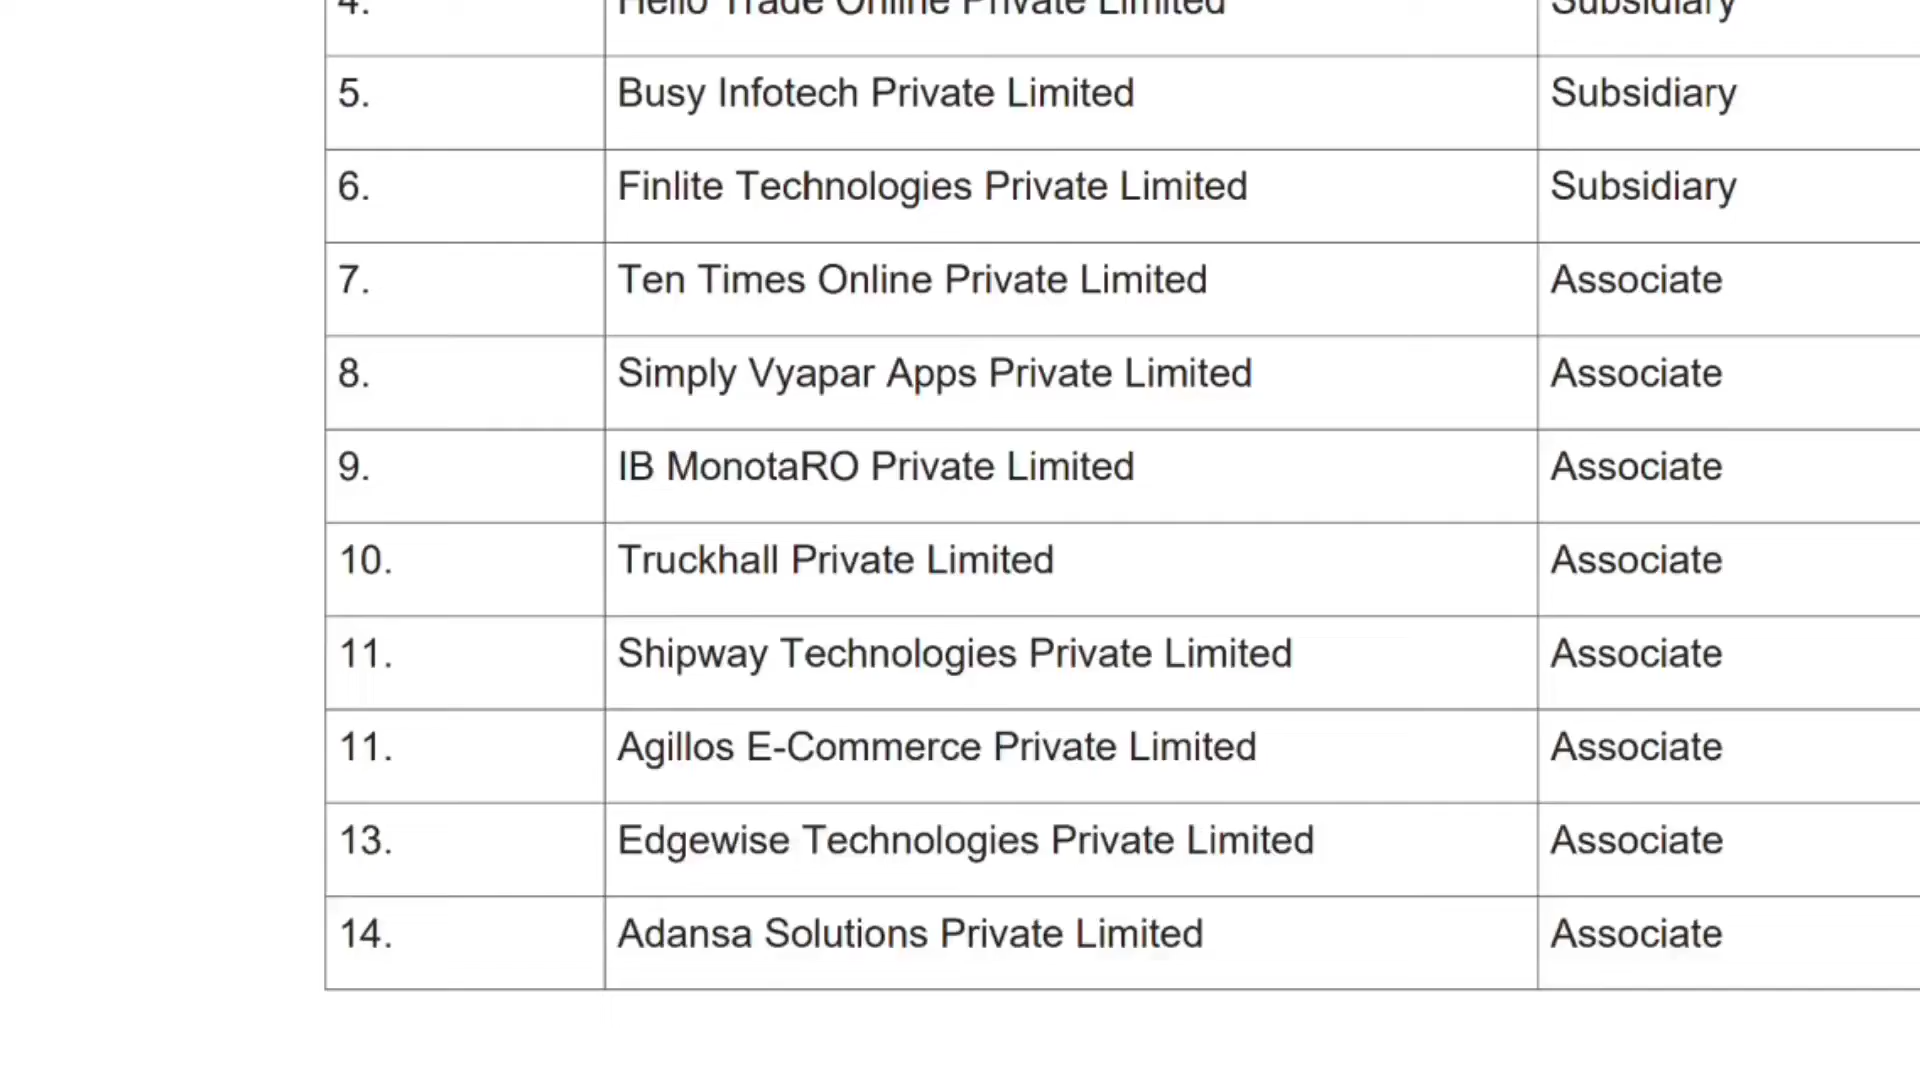 4. Hello Trade Online Private Limited Subsidiary
5. Busy Infotech Private Limited Subsidiary
6. Finlite Technologies Private Limited Subsidiary
7. Ten Times Online Private Limited Associate
8. Simply Vyapar Apps Private Limited Associate
9. IB MonotaRO Private Limited Associate
10. Truckhall Private Limited Associate
11. Shipway Technologies Private Limited Associate
11. Agillos E-Commerce Private Limited Associate
13. Edgewise Technologies Private Limited Associate
14. Adansa Solutions Private Limited Associate